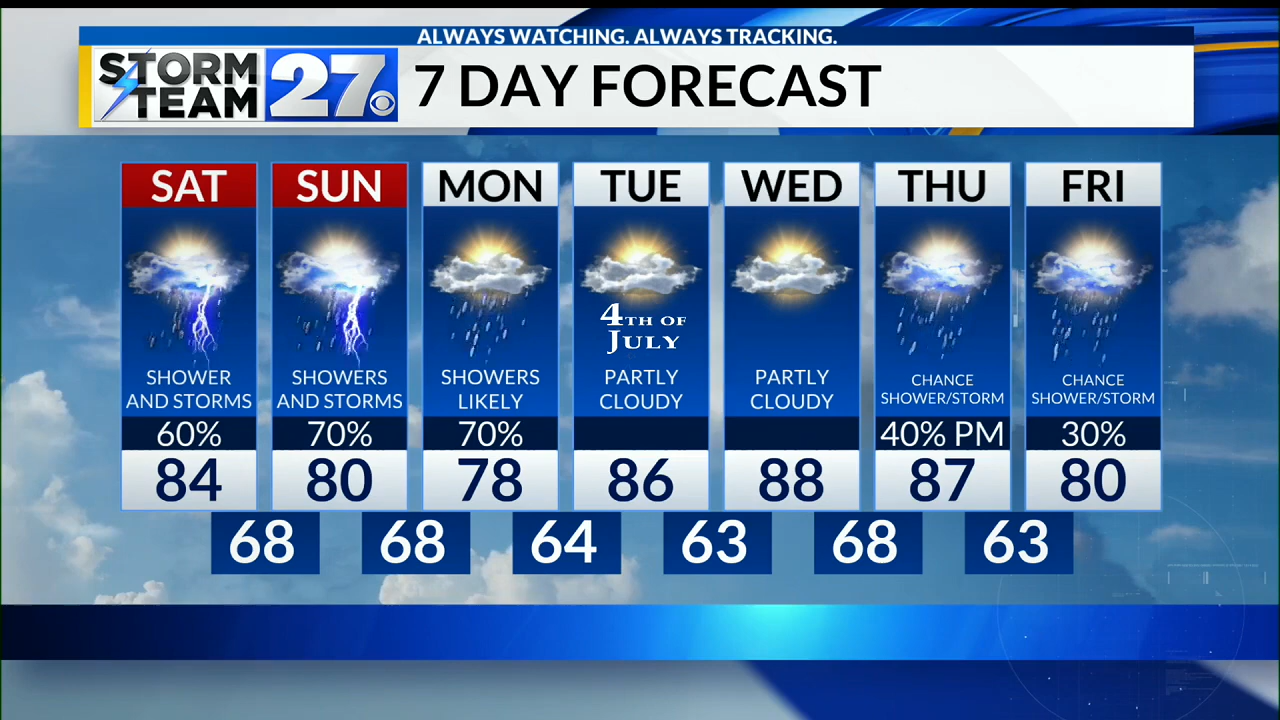 ALWAYS WATCHING. ALWAYS TRACKING.
STORM
TEAM
27
7 DAY FORECAST
SAT SUN MON TUE WED THU FRI
4TH OF
JULY
SHOWER
AND STORMS
SHOWERS
AND STORMS
SHOWERS
LIKELY
PARTLY
CLOUDY
PARTLY
CLOUDY
CHANCE
SHOWER/STORM
CHANCE
SHOWER/STORM
60% 70% 70% 40% PM 30%
84 80 78 86 88 87 80
68 68 64 63 68 63